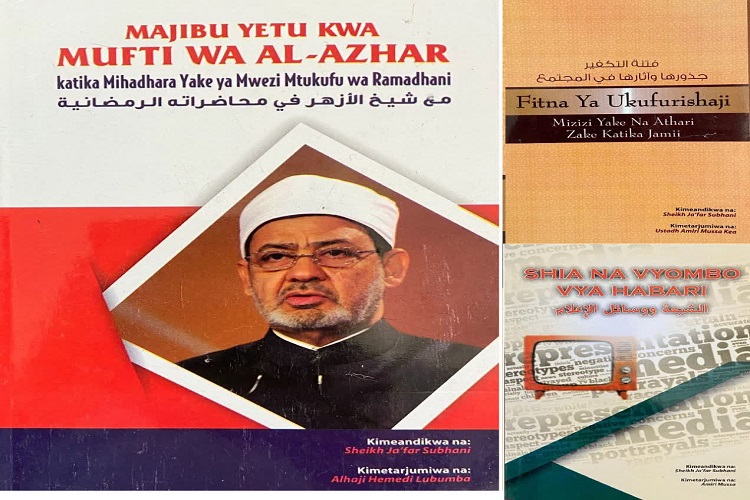 MAJIBU YETU KWA
MUFTI WA AL-AZHAR
katika Mihadhara Yake ya Mwezi Mtukufu wa Ramadhani
مع شيخ الأزهر في محاضراته الرمضانية
Kimeandikwa na:
Sheikh Ja'far Subhani
Kimetarjumiwa na:
Alhaji Hemedi Lubumba
فتنة التكفير
جذورها وآثارها في المجتمع
Fitna Ya Ukufurishaji
Mizizi Yake Na Athari
Zake Katika Jamii
Kimeandikwa na:
Sheikh Ja'far Subhani
Kimetarjumiwa na:
Ustadh Amiri Mussa Kea
SHIA NA VYOMBO
VYA HABARI
الشيعة ووسائل الإعلام
representation
media
stereotypes
portrayals
Kimeandikwa na:
Sheikh Ja'far Subhani
Kimetarjumiwa na:
Amiri Mussa